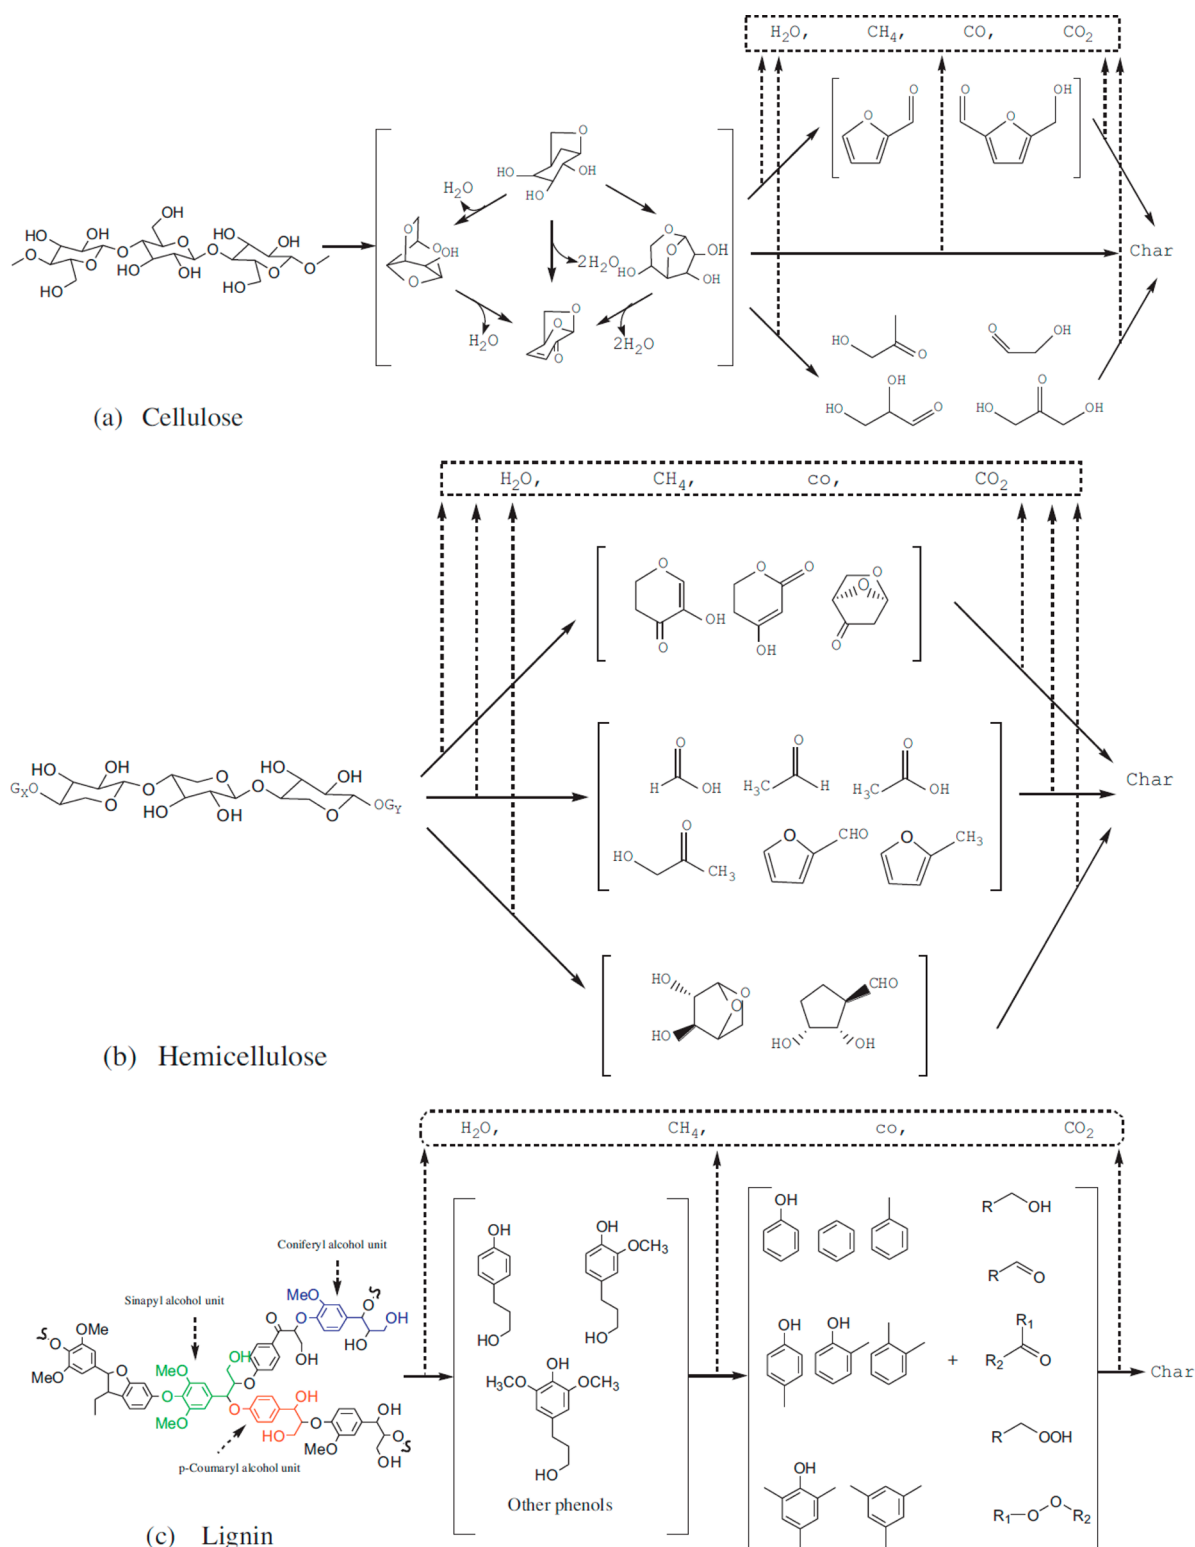 H2O, CH4, CO, CO2
O O OH
O O
O
HO OH
HO
H2O
OH
HO OH OH HO OH OH
O O O O O OH
HO OH
HO HO
2H2O
HO OH OH
Char
H2O 2H2O
O
O
HO O O OH
OH O
HO O HO OH
(a) Cellulose
H2O, CH4, co, CO2
O O O O
O
OH
O OH O
O O O
H OH H3C H H3C OH
HO OH HO OH
GXO O O O OGY
HO OH
Char
O O CHO O CH3
HO CH3
HO O CHO
O
HO HO OH
(b) Hemicellulose
H2O, CH4, co, CO2
OH
R OH
OH OH
OCH3
Coniferyl alcohol unit
R O
Sinapyl alcohol unit
MeO O OH
OMe O OH
O HO HO OH OH R1
MeO MeO HO OH
O O O + R2 O Char
O O OH H3CO OH OCH3
MeO O OH
HO O OH
MeO O
R OOH
p-Coumaryl alcohol unit OH
HO OH
Other phenols R1-O O R2
(c) Lignin